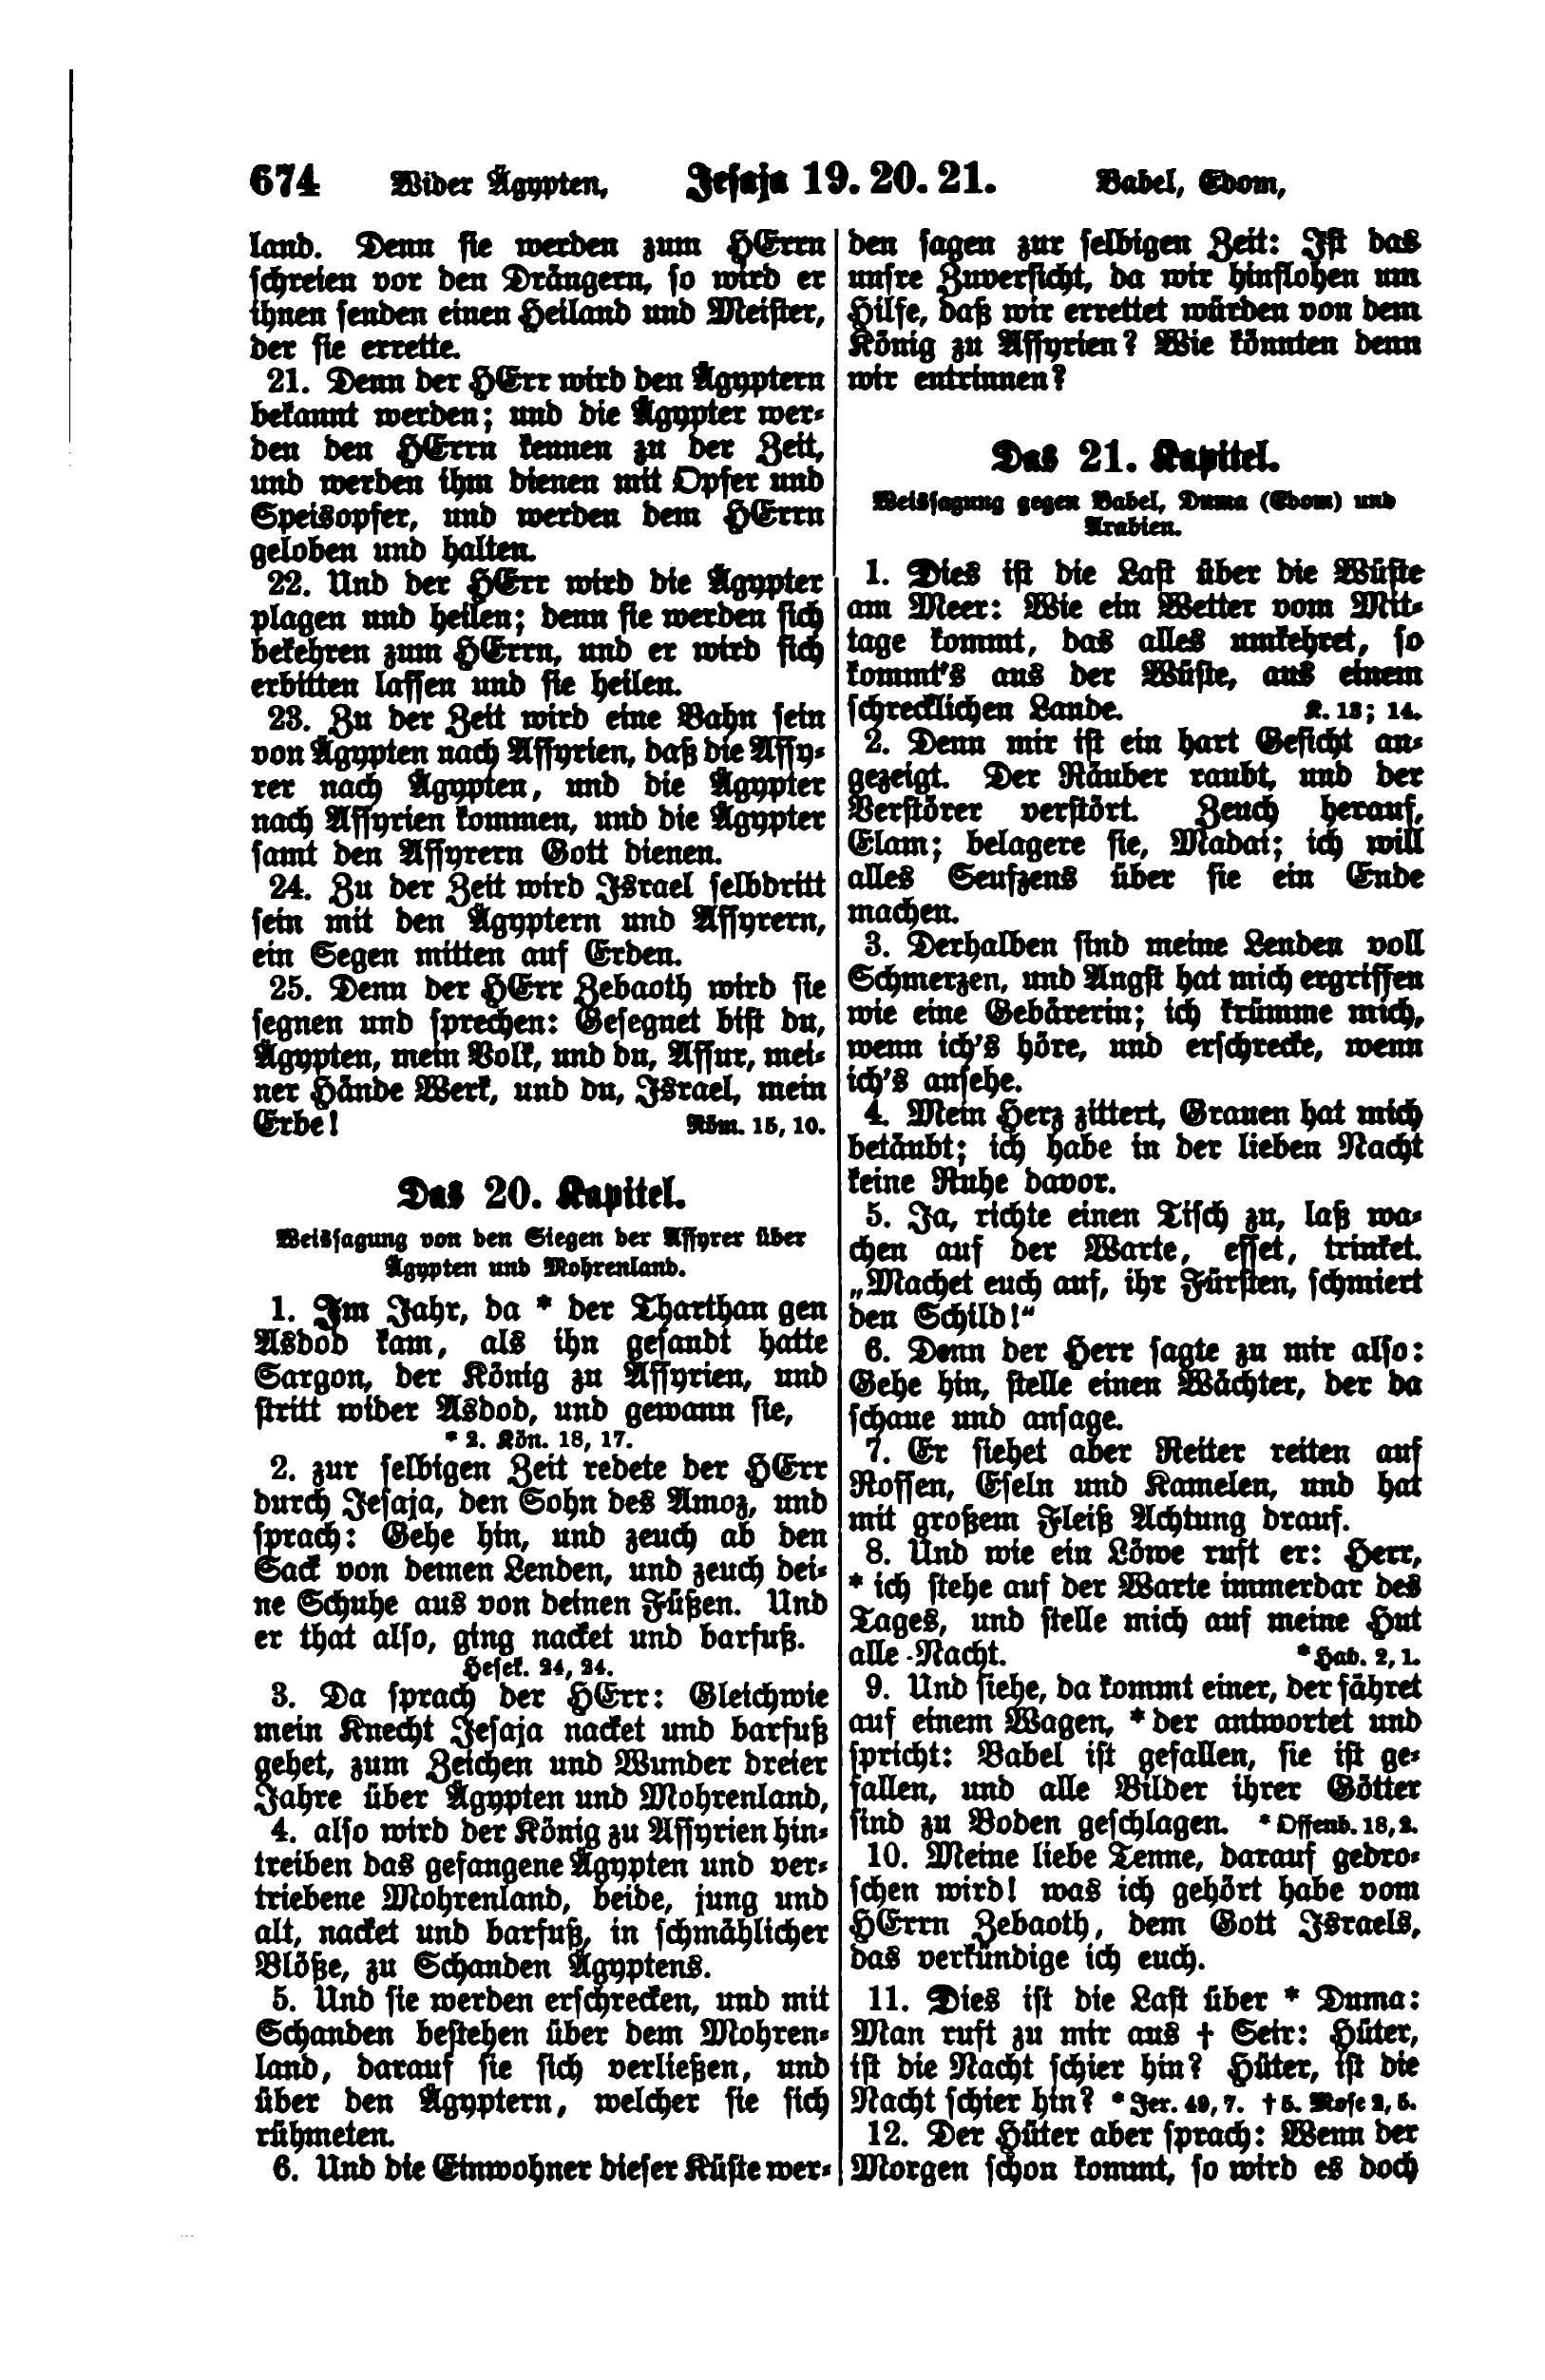 674 Wider Ägypten, Jesaja 19. 20. 21. Babel, Edom,
land. Denn sie werden zum HErrn
schreien vor den Drängern, so wird er
ihnen senden einen Heiland und Meister,
der sie errette.
21. Denn der HErr wird den Ägyptern
bekannt werden; und die Ägypter wer-
den den HErrn kennen zu der Zeit,
und werden ihm dienen mit Opfer und
Speisopfer, und werden dem HErrn
geloben und halten.
22. Und der HErr wird die Ägypter
plagen und heilen; denn sie werden sich
bekehren zum HErrn, und er wird sich
erbitten lassen und sie heilen.
23. Zu der Zeit wird eine Bahn sein
von Ägypten nach Assyrien, daß die Assy-
rer nach Ägypten, und die Ägypter
nach Assyrien kommen, und die Ägypter
samt den Assyrern Gott dienen.
24. Zu der Zeit wird Israel selbdritt
sein mit den Ägyptern und Assyrern,
ein Segen mitten auf Erden.
25. Denn der HErr Zebaoth wird sie
segnen und sprechen: Gesegnet bist du,
Ägypten, mein Volk, und du, Assur, mei-
ner Hände Werk, und du, Israel, mein
Erbe! Röm. 15, 10.
Das 20. Kapitel.
Weissagung von den Siegen der Assyrer über
Ägypten und Mohrenland.
1. Im Jahr, da * der Tharthan gen
Asdod kam, als ihn gesandt hatte
Sargon, der König zu Assyrien, und
stritt wider Asdod, und gewann sie,
* 2. Kön. 18, 17.
2. zur selbigen Zeit redete der HErr
durch Jesaja, den Sohn des Amoz, und
sprach: Gehe hin, und zeuch ab den
Sack von deinen Lenden, und zeuch dei-
ne Schuhe aus von deinen Füßen. Und
er that also, ging nacket und barfuß.
Hesek. 24, 24.
3. Da sprach der HErr: Gleichwie
mein Knecht Jesaja nacket und barfuß
gehet, zum Zeichen und Wunder dreier
Jahre über Ägypten und Mohrenland,
4. also wird der König zu Assyrien hin-
treiben das gefangene Ägypten und ver-
triebene Mohrenland, beide, jung und
alt, nacket und barfuß, in schmählicher
Blöße, zu Schanden Ägyptens.
5. Und sie werden erschrecken, und mit
Schanden bestehen über dem Mohren-
land, darauf sie sich verließen, und
über den Ägyptern, welcher sie sich
rühmeten.
6. Und die Einwohner dieser Küste wer-
den sagen zur selbigen Zeit: Ist das
unsre Zuversicht, da wir hinflohen um
Hilfe, daß wir errettet würden von dem
König zu Assyrien? Wie könnten denn
wir entrinnen?
Das 21. Kapitel.
Weissagung gegen Babel, Duma (Edom) und
Arabien.
1. Dies ist die Last über die Wüste
am Meer: Wie ein Wetter vom Mit-
tage kommt, das alles umkehret, so
kommt's aus der Wüste, aus einem
schrecklichen Lande. K. 13; 14.
2. Denn mir ist ein hart Gesicht an-
gezeigt. Der Räuber raubt, und der
Verstörer verstört. Zeuch herauf,
Elam; belagere sie, Madai; ich will
alles Seufzens über sie ein Ende
machen.
3. Derhalben sind meine Lenden voll
Schmerzen, und Angst hat mich ergriffen
wie eine Gebärerin; ich krümme mich,
wenn ich's höre, und erschrecke, wenn
ich's ansehe.
4. Mein Herz zittert, Grauen hat mich
betäubt; ich habe in der lieben Nacht
keine Ruhe davor.
5. Ja, richte einen Tisch zu, laß wa-
chen auf der Warte, esset, trinket.
„Machet euch auf, ihr Fürsten, schmiert
den Schild!“
6. Denn der Herr sagte zu mir also:
Gehe hin, stelle einen Wächter, der da
schaue und ansage.
7. Er siehet aber Reiter reiten auf
Rossen, Eseln und Kamelen, und hat
mit großem Fleiß Achtung drauf.
8. Und wie ein Löwe ruft er: Herr,
* ich stehe auf der Warte immerdar des
Tages, und stelle mich auf meine Hut
alle Nacht. * Hab. 2, 1.
9. Und siehe, da kommt einer, der fähret
auf einem Wagen, * der antwortet und
spricht: Babel ist gefallen, sie ist ge-
fallen, und alle Bilder ihrer Götter
sind zu Boden geschlagen. * Offenb. 18, 2.
10. Meine liebe Tenne, darauf gedro-
schen wird! was ich gehört habe vom
HErrn Zebaoth, dem Gott Israels,
das verkündige ich euch.
11. Dies ist die Last über * Duma:
Man ruft zu mir aus † Seir: Hüter,
ist die Nacht schier hin? Hüter, ist die
Nacht schier hin? * Jer. 49, 7. † 5. Mose 2, 5.
12. Der Hüter aber sprach: Wenn der
Morgen schon kommt, so wird es doch